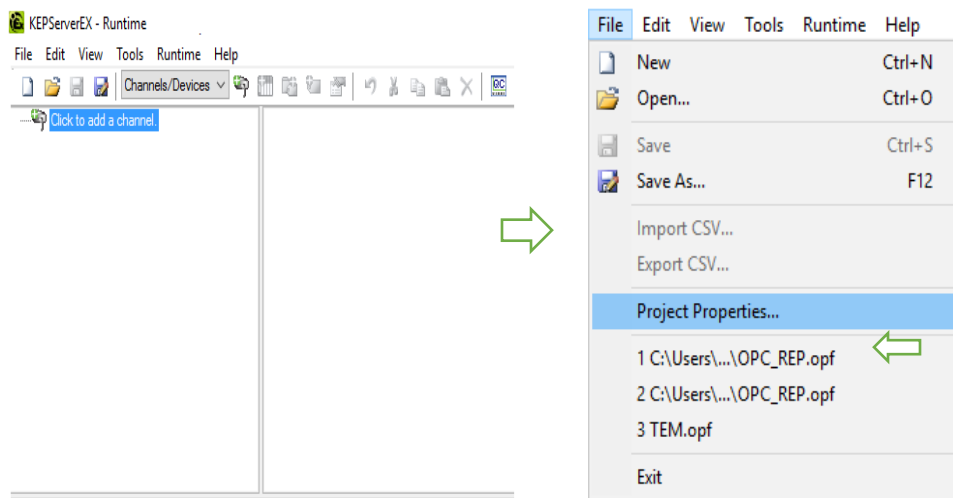 KEPServerEX - Runtime
File Edit View Tools Runtime Help
Channels/Devices
QC
Click to add a channel.
File Edit View Tools Runtime Help
New Ctrl+N
Open... Ctrl+O
Save Ctrl+S
Save As... F12
Import CSV...
Export CSV...
Project Properties...
1 C:\Users\...\OPC_REP.opf
2 C:\Users\...\OPC_REP.opf
3 TEM.opf
Exit